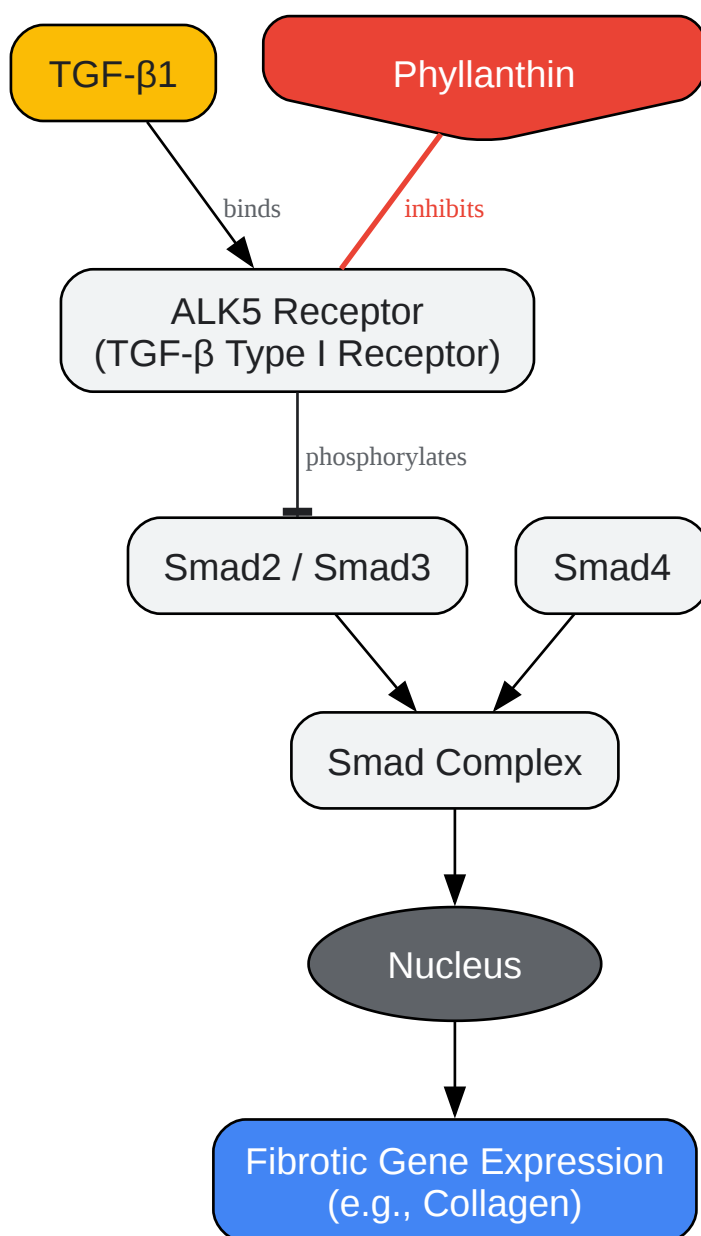 TGF-β1
Phyllanthin
binds
inhibits
ALK5 Receptor
(TGF-β Type I Receptor)
phosphorylates
Smad2 / Smad3
Smad4
Smad Complex
Nucleus
Fibrotic Gene Expression
(e.g., Collagen)